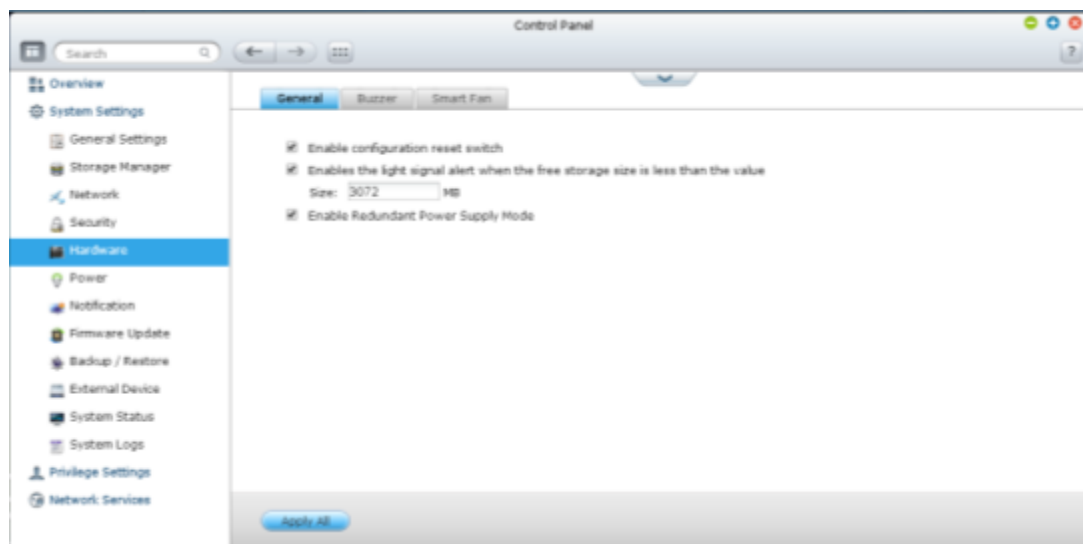 Control Panel
Search
?
Overview
System Settings
General Settings
Storage Manager
Network
Security
Hardware
Power
Notification
Firmware Update
Backup / Restore
External Device
System Status
System Logs
Privilege Settings
Network Services
General Buzzer Smart Fan
Enable configuration reset switch
Enables the light signal alert when the free storage size is less than the value
Size: 3072 MB
Enable Redundant Power Supply Mode
Apply All